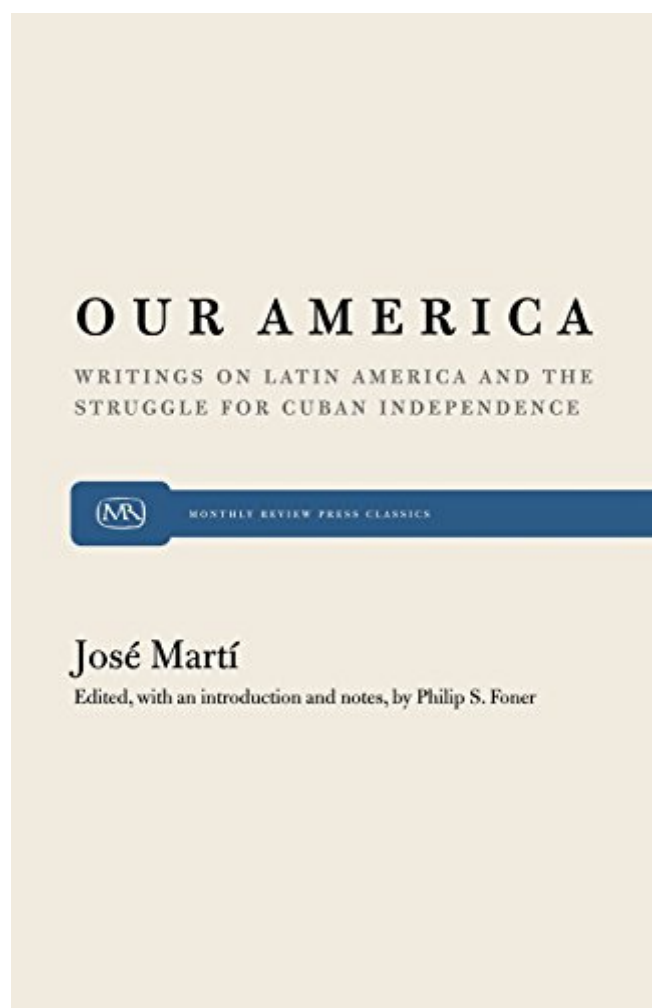 OUR AMERICA
WRITINGS ON LATIN AMERICA AND THE
STRUGGLE FOR CUBAN INDEPENDENCE
MR MONTHLY REVIEW PRESS CLASSICS
José Martí
Edited, with an introduction and notes, by Philip S. Foner